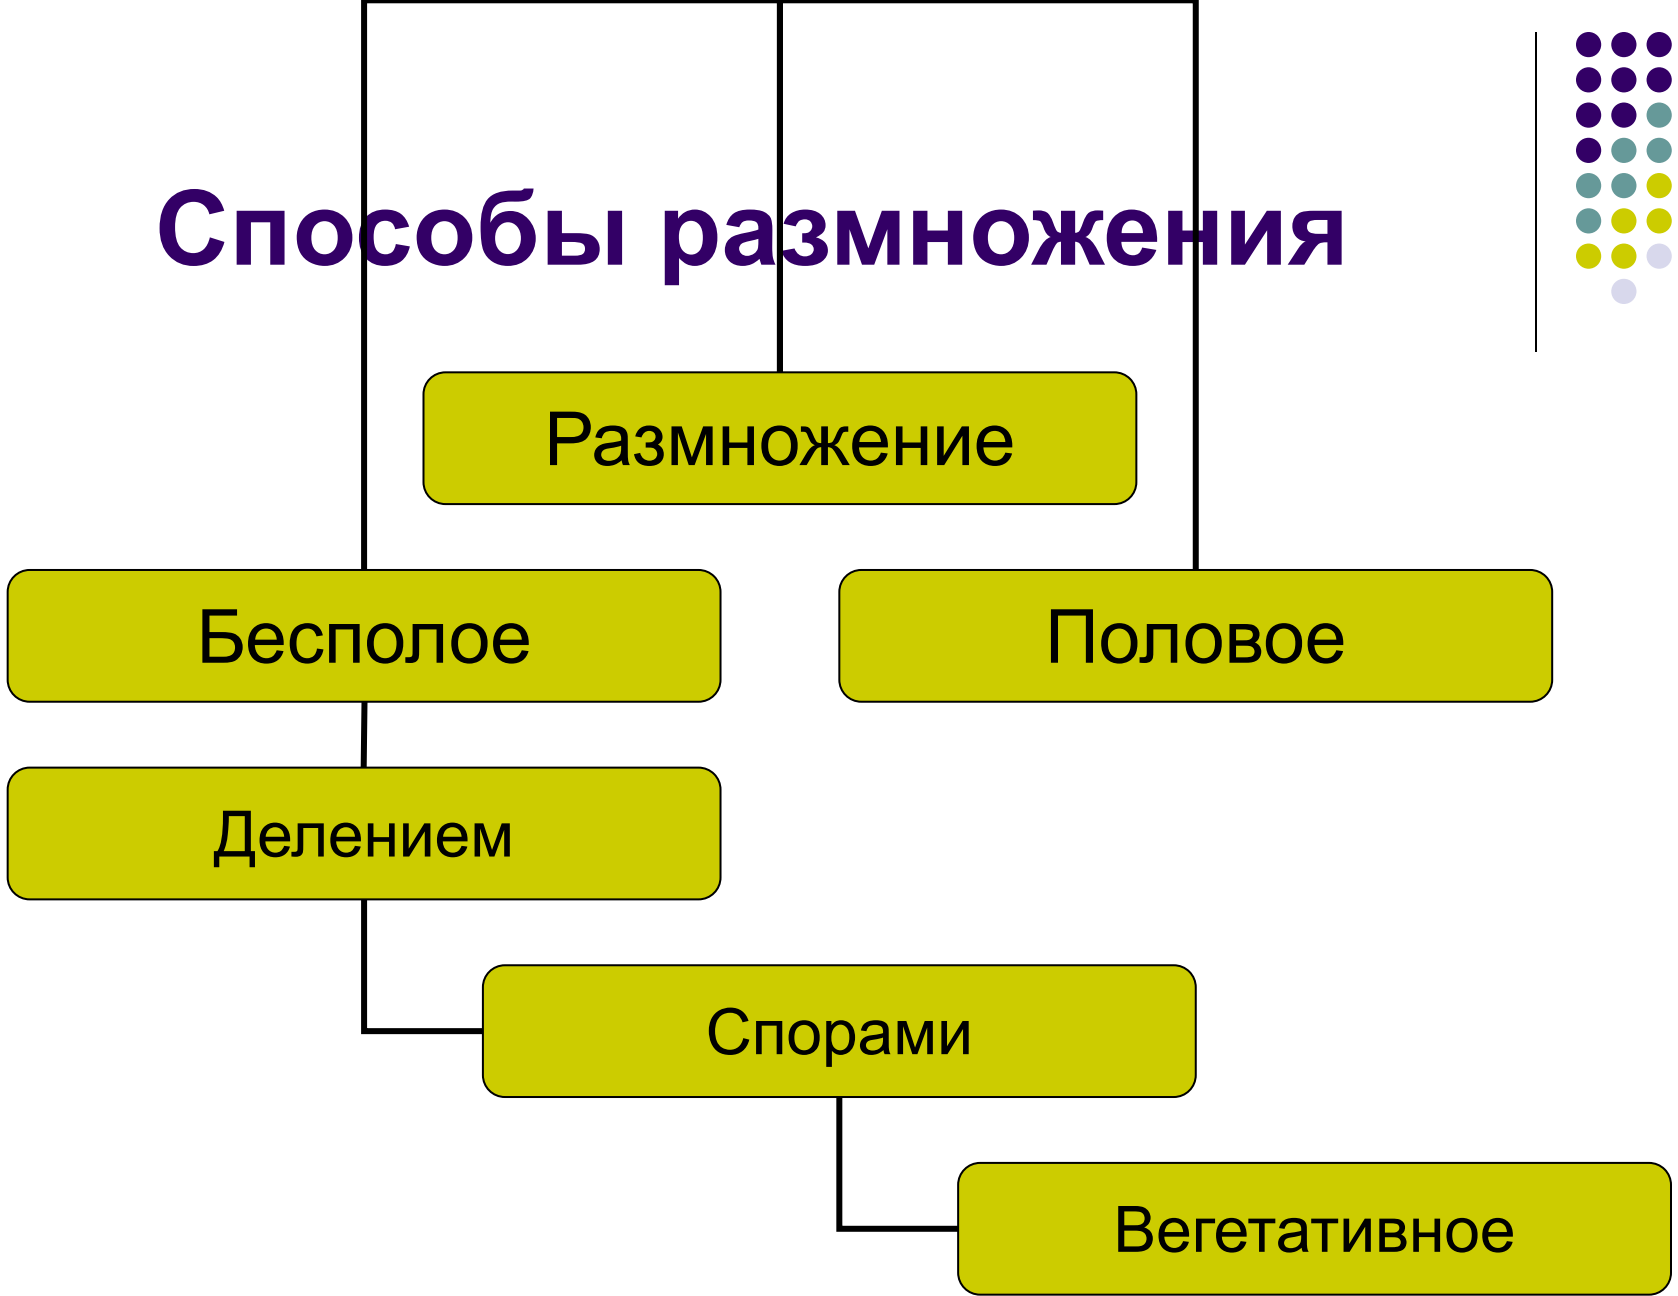 Способы размножения
Размножение
Бесполое
Половое
Делением
Спорами
Вегетативное